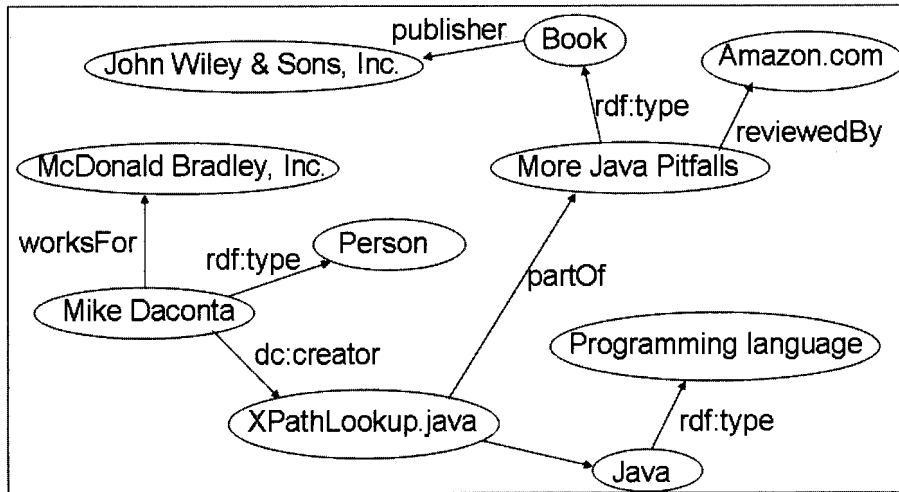 publisher
Book
John Wiley & Sons, Inc.
Amazon.com
rdf:type
reviewedBy
McDonald Bradley, Inc.
More Java Pitfalls
worksFor
rdf:type
Person
partOf
Mike Daconta
dc:creator
Programming language
XPathLookup.java
rdf:type
Java